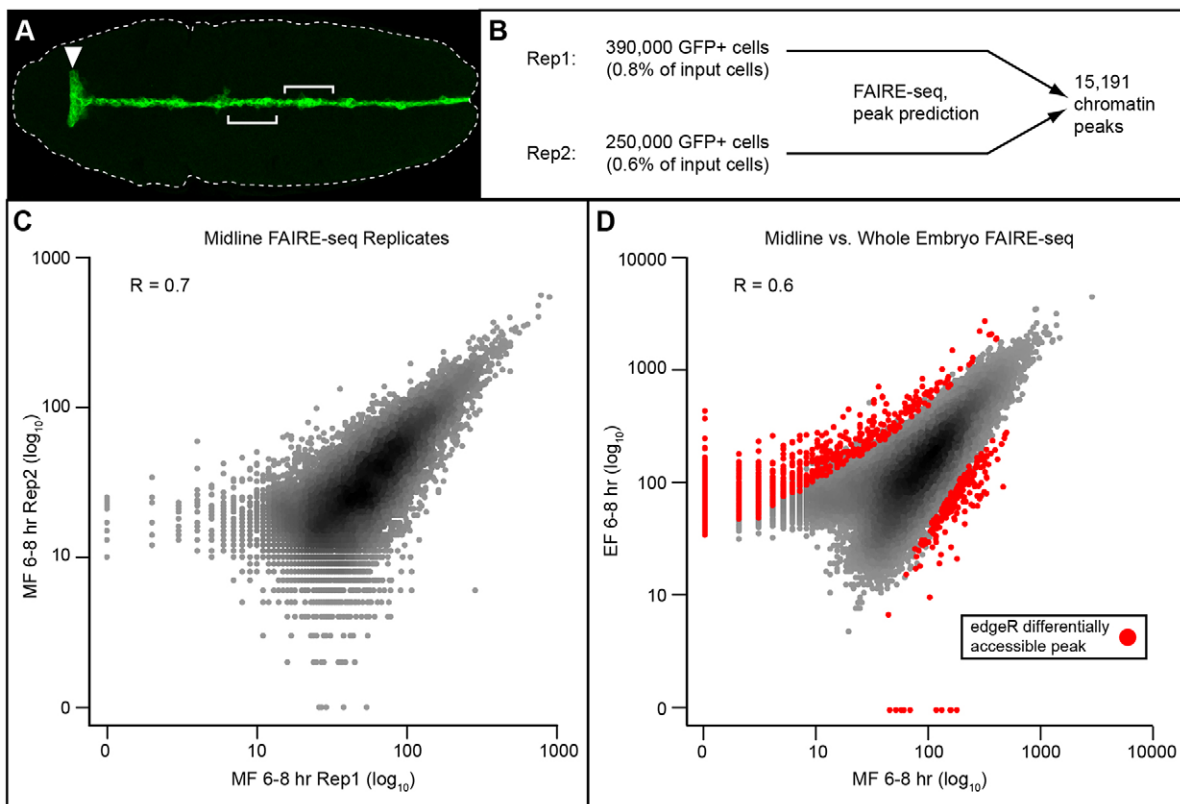 A
B
Rep1:
390,000 GFP+ cells
(0.8% of input cells)
FAIRE-seq,
peak prediction
15,191
chromatin
peaks
Rep2:
250,000 GFP+ cells
(0.6% of input cells)
C
Midline FAIRE-seq Replicates
R = 0.7
1000
100
10
0
MF 6-8 hr Rep2 (log10)
0
10
100
1000
MF 6-8 hr Rep1 (log10)
D
Midline vs. Whole Embryo FAIRE-seq
R = 0.6
10000
1000
100
10
0
EF 6-8 hr (log10)
edgeR differentially
accessible peak
0
10
100
1000
10000
MF 6-8 hr (log10)